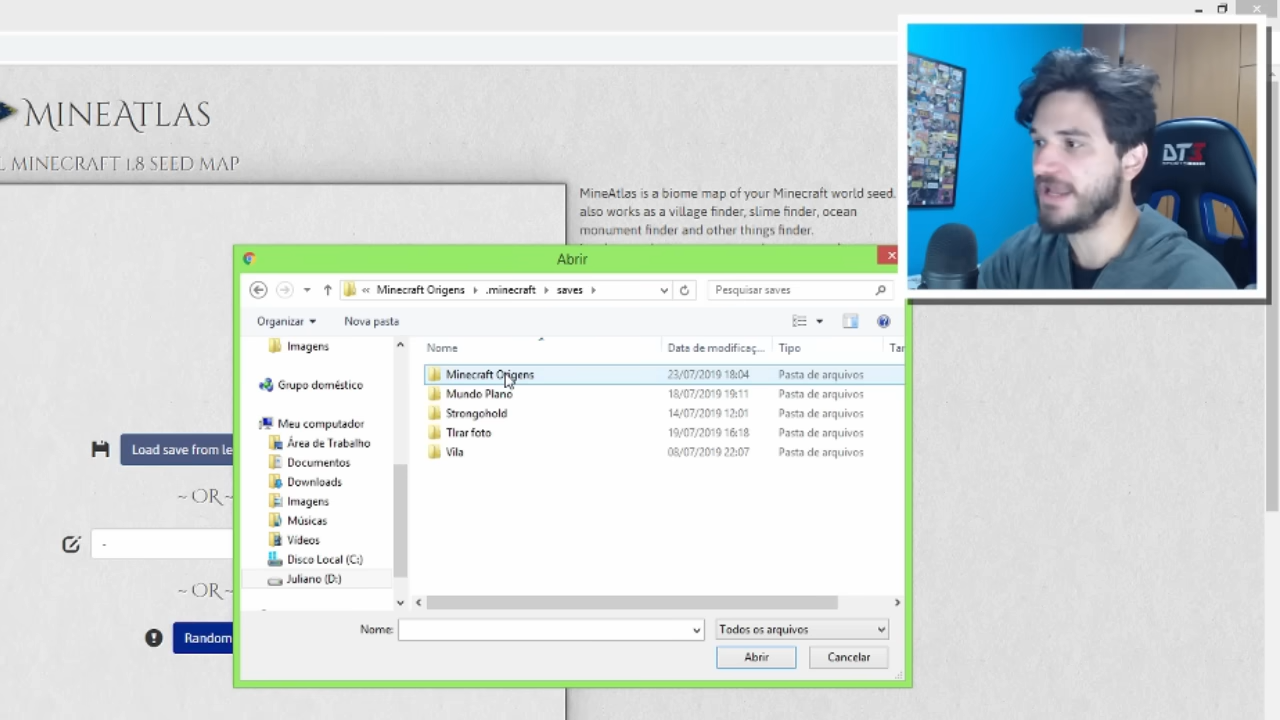 MineAtlas
L MINECRAFT 1.8 SEED MAP
MineAtlas is a biome map of your Minecraft world seed.
also works as a village finder, slime finder, ocean
monument finder and other things finder.
DT3
Abrir
« Minecraft Origens .minecraft saves
Pesquisar saves
Organizar
Nova pasta
Imagens
Grupo doméstico
Meu computador
Área de Trabalho
Documentos
Downloads
Imagens
Músicas
Vídeos
Disco Local (C:)
Juliano (D:)
Nome Data de modificaç... Tipo Tar
Minecraft Origens 23/07/2019 18:04 Pasta de arquivos
Mundo Plano 18/07/2019 19:11 Pasta de arquivos
Strongohold 14/07/2019 12:01 Pasta de arquivos
TIrar foto 19/07/2019 16:18 Pasta de arquivos
Vila 08/07/2019 22:07 Pasta de arquivos
Nome:
Todos os arquivos
Abrir
Cancelar
Load save from le
~ OR ~
-
~ OR ~
Random